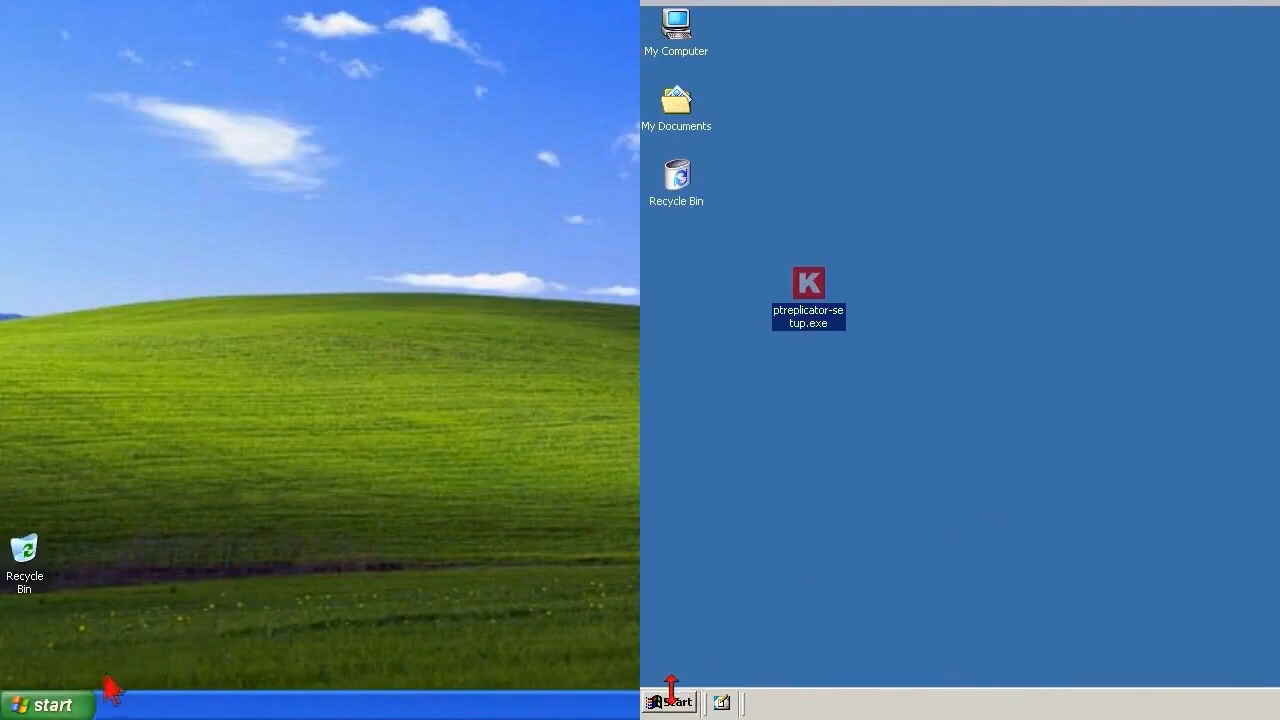 Recycle
Bin
start
My Computer
My Documents
Recycle Bin
K
ptreplicator-se
tup.exe
Start